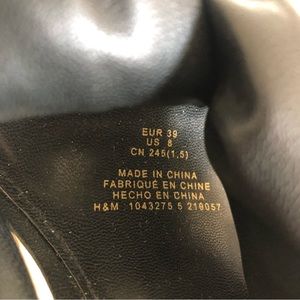 EUR 39
US 8
CN 245(1,5)
MADE IN CHINA
FABRIQUÉ EN CHINE
HECHO EN CHINA
H&M : 1043275 5 219057